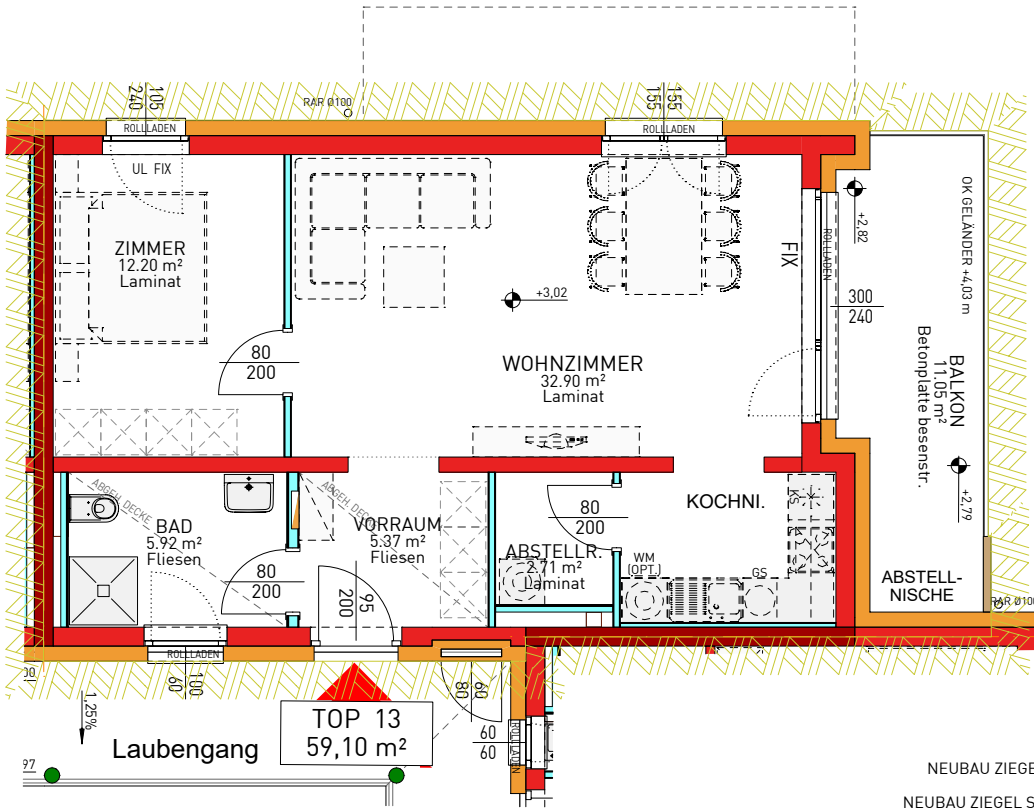 RAR Ø100
240
105
155
155
ROLLLADEN
ROLLLADEN
UL FIX
ZIMMER
12.20 m²
Laminat
+3,02
80
200
WOHNZIMMER
32.90 m²
Laminat
FIX
ROLLLADEN
300
240
+2,82
OK GELÄNDER +4,03 m
BALKON
11.05 m²
Betonplatte besenstr.
+2,79
ABGEH. DECKE
BAD
5.92 m²
Fliesen
80
200
ABGEH. DECKE
VORRAUM
5.37 m²
Fliesen
95
200
80
200
ABSTELLR.
2.71 m²
Laminat
KOCHNI.
KS
WM
(OPT.)
GS
ABSTELL-
NISCHE
RAR Ø100
ROLLLADEN
60
100
00
1,25%
Laubengang
TOP 13
59,10 m²
80
60
60
60
ROLLLADEN
97
NEUBAU ZIEGE
NEUBAU ZIEGEL S